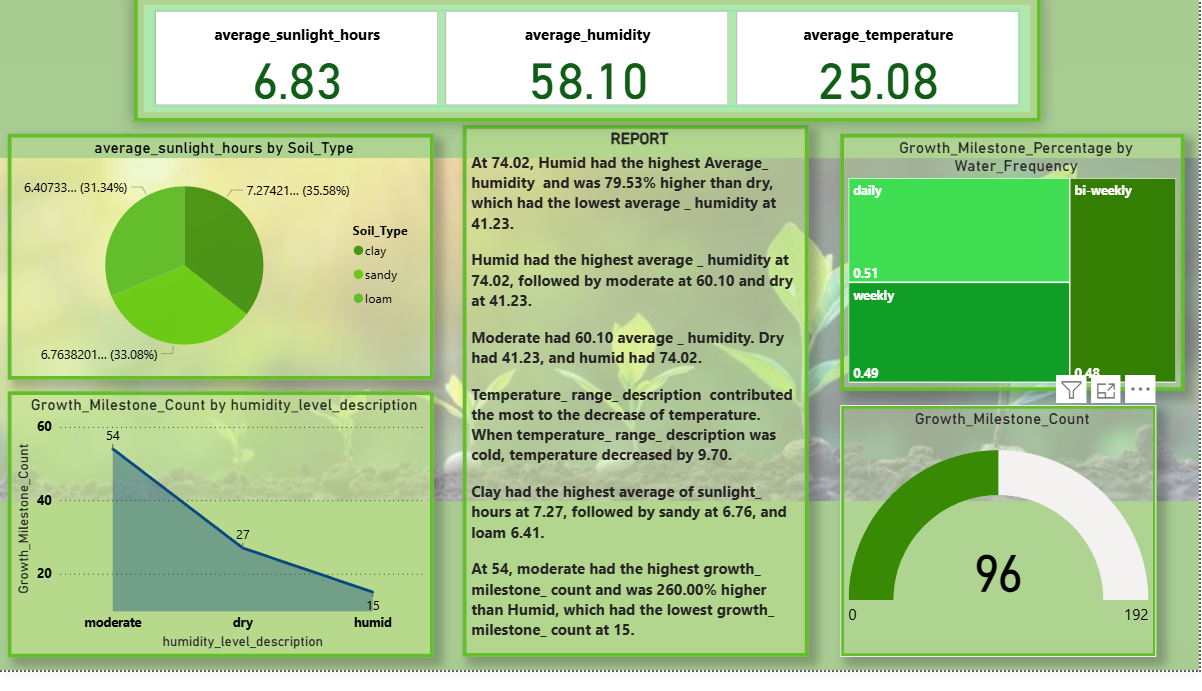 average_sunlight_hours
6.83
average_humidity
58.10
average_temperature
25.08
average_sunlight_hours by Soil_Type
6.40733... (31.34%)
7.27421... (35.58%)
6.7638201... (33.08%)
Soil_Type
clay
sandy
loam
Growth_Milestone_Count by humidity_level_description
Growth_Milestone_Count
60
40
20
54
27
15
moderate
dry
humid
humidity_level_description
REPORT
At 74.02, Humid had the highest Average_
humidity and was 79.53% higher than dry,
which had the lowest average _ humidity at
41.23.
Humid had the highest average _ humidity at
74.02, followed by moderate at 60.10 and dry
at 41.23.
Moderate had 60.10 average _ humidity. Dry
had 41.23, and humid had 74.02.
Temperature_ range_ description contributed
the most to the decrease of temperature.
When temperature_ range_ description was
cold, temperature decreased by 9.70.
Clay had the highest average of sunlight_
hours at 7.27, followed by sandy at 6.76, and
loam 6.41.
At 54, moderate had the highest growth_
milestone_ count and was 260.00% higher
than Humid, which had the lowest growth_
milestone_ count at 15.
Growth_Milestone_Percentage by
Water_Frequency
daily
0.51
weekly
0.49
bi-weekly
0.48
Growth_Milestone_Count
96
0
192